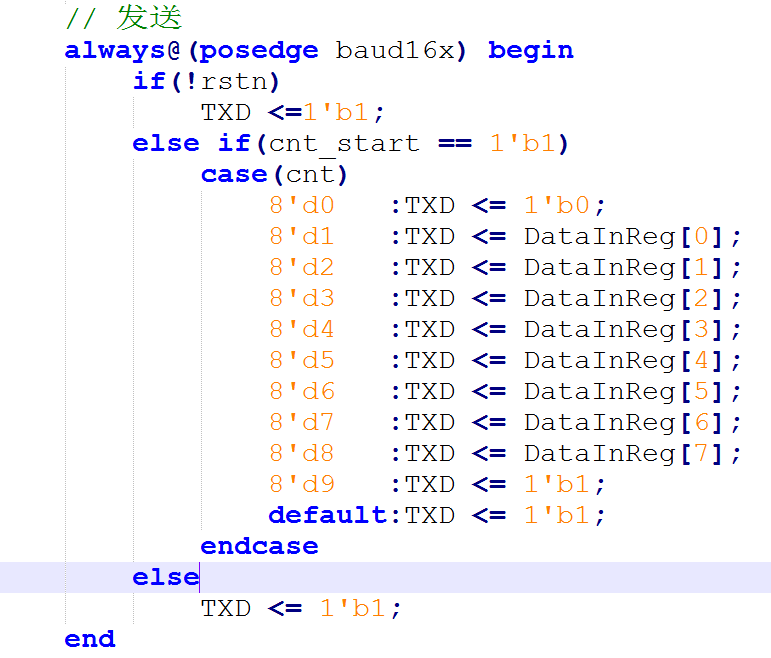 // 发送
always@(posedge baud16x) begin
if(!rstn)
TXD <=1'b1;
else if(cnt_start == 1'b1)
case(cnt)
8'd0 :TXD <= 1'b0;
8'd1 :TXD <= DataInReg[0];
8'd2 :TXD <= DataInReg[1];
8'd3 :TXD <= DataInReg[2];
8'd4 :TXD <= DataInReg[3];
8'd5 :TXD <= DataInReg[4];
8'd6 :TXD <= DataInReg[5];
8'd7 :TXD <= DataInReg[6];
8'd8 :TXD <= DataInReg[7];
8'd9 :TXD <= 1'b1;
default:TXD <= 1'b1;
endcase
else
TXD <= 1'b1;
end